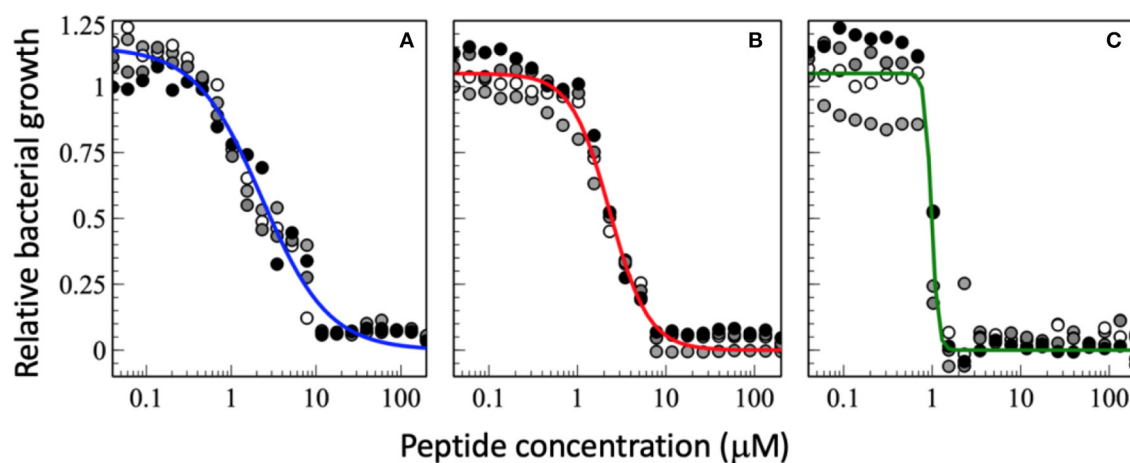 Relative bacterial growth
1.25
1
0.75
0.5
0.25
0
A
B
C
0.1 1 10 100
0.1 1 10 100
0.1 1 10 100
Peptide concentration (μM)